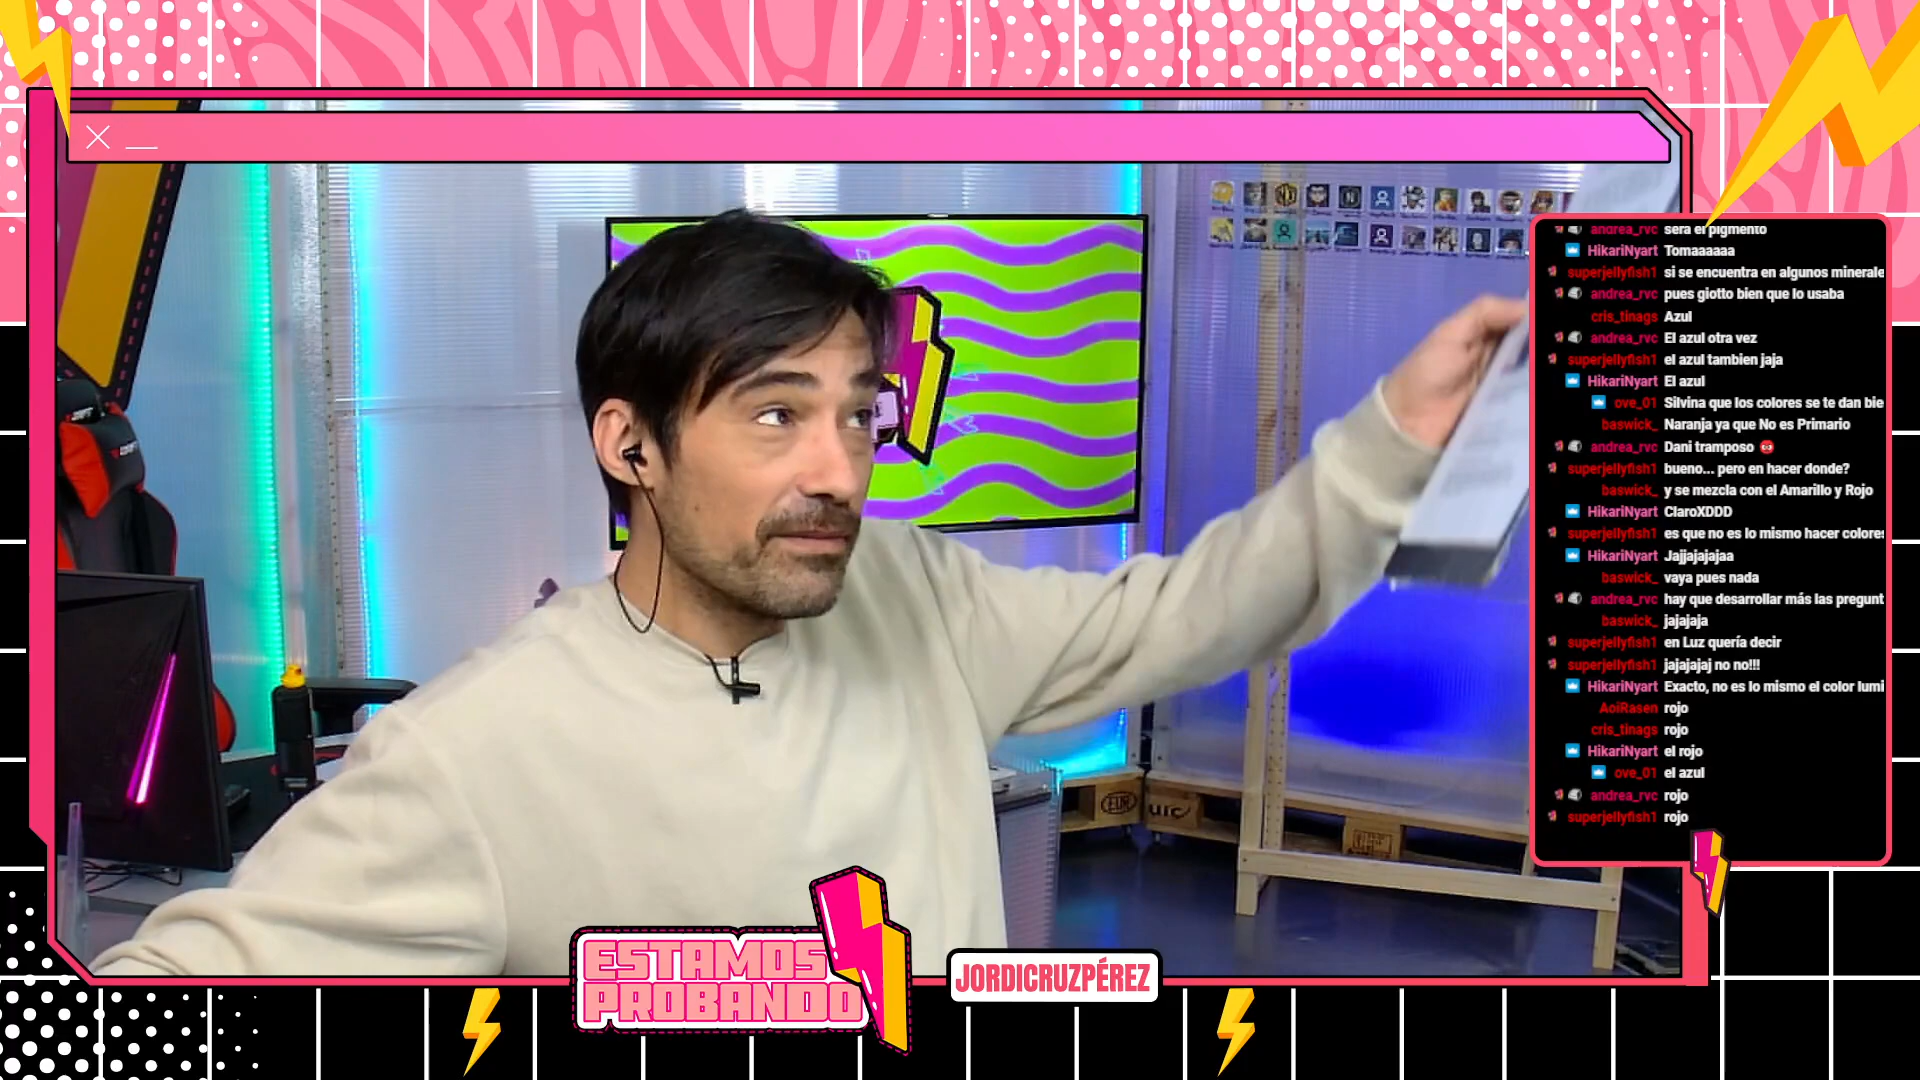 andrea_rvc sera el pigmento
HikariNyart Tomaaaaaa
superjellyfish1 si se encuentra en algunos minerale
andrea_rvc pues giotto bien que lo usaba
cris_tinags Azul
andrea_rvc El azul otra vez
superjellyfish1 el azul tambien jaja
HikariNyart El azul
ove_01 Silvina que los colores se te dan bie
baswick_ Naranja ya que No es Primario
andrea_rvc Dani tramposo
superjellyfish1 bueno... pero en hacer donde?
baswick_ y se mezcla con el Amarillo y Rojo
HikariNyart ClaroXDDD
superjellyfish1 es que no es lo mismo hacer colores
HikariNyart Jajjajajajaa
baswick_ vaya pues nada
andrea_rvc hay que desarrollar más las pregunt
baswick_ jajajaja
superjellyfish1 en Luz quería decir
superjellyfish1 jajajajaj no no!!!
HikariNyart Exacto, no es lo mismo el color lumi
AoiRasen rojo
cris_tinags rojo
HikariNyart el rojo
ove_01 el azul
andrea_rvc rojo
superjellyfish1 rojo
EUR
UIC
ESTAMOS
PROBANDO
JORDICRUZPÉREZ